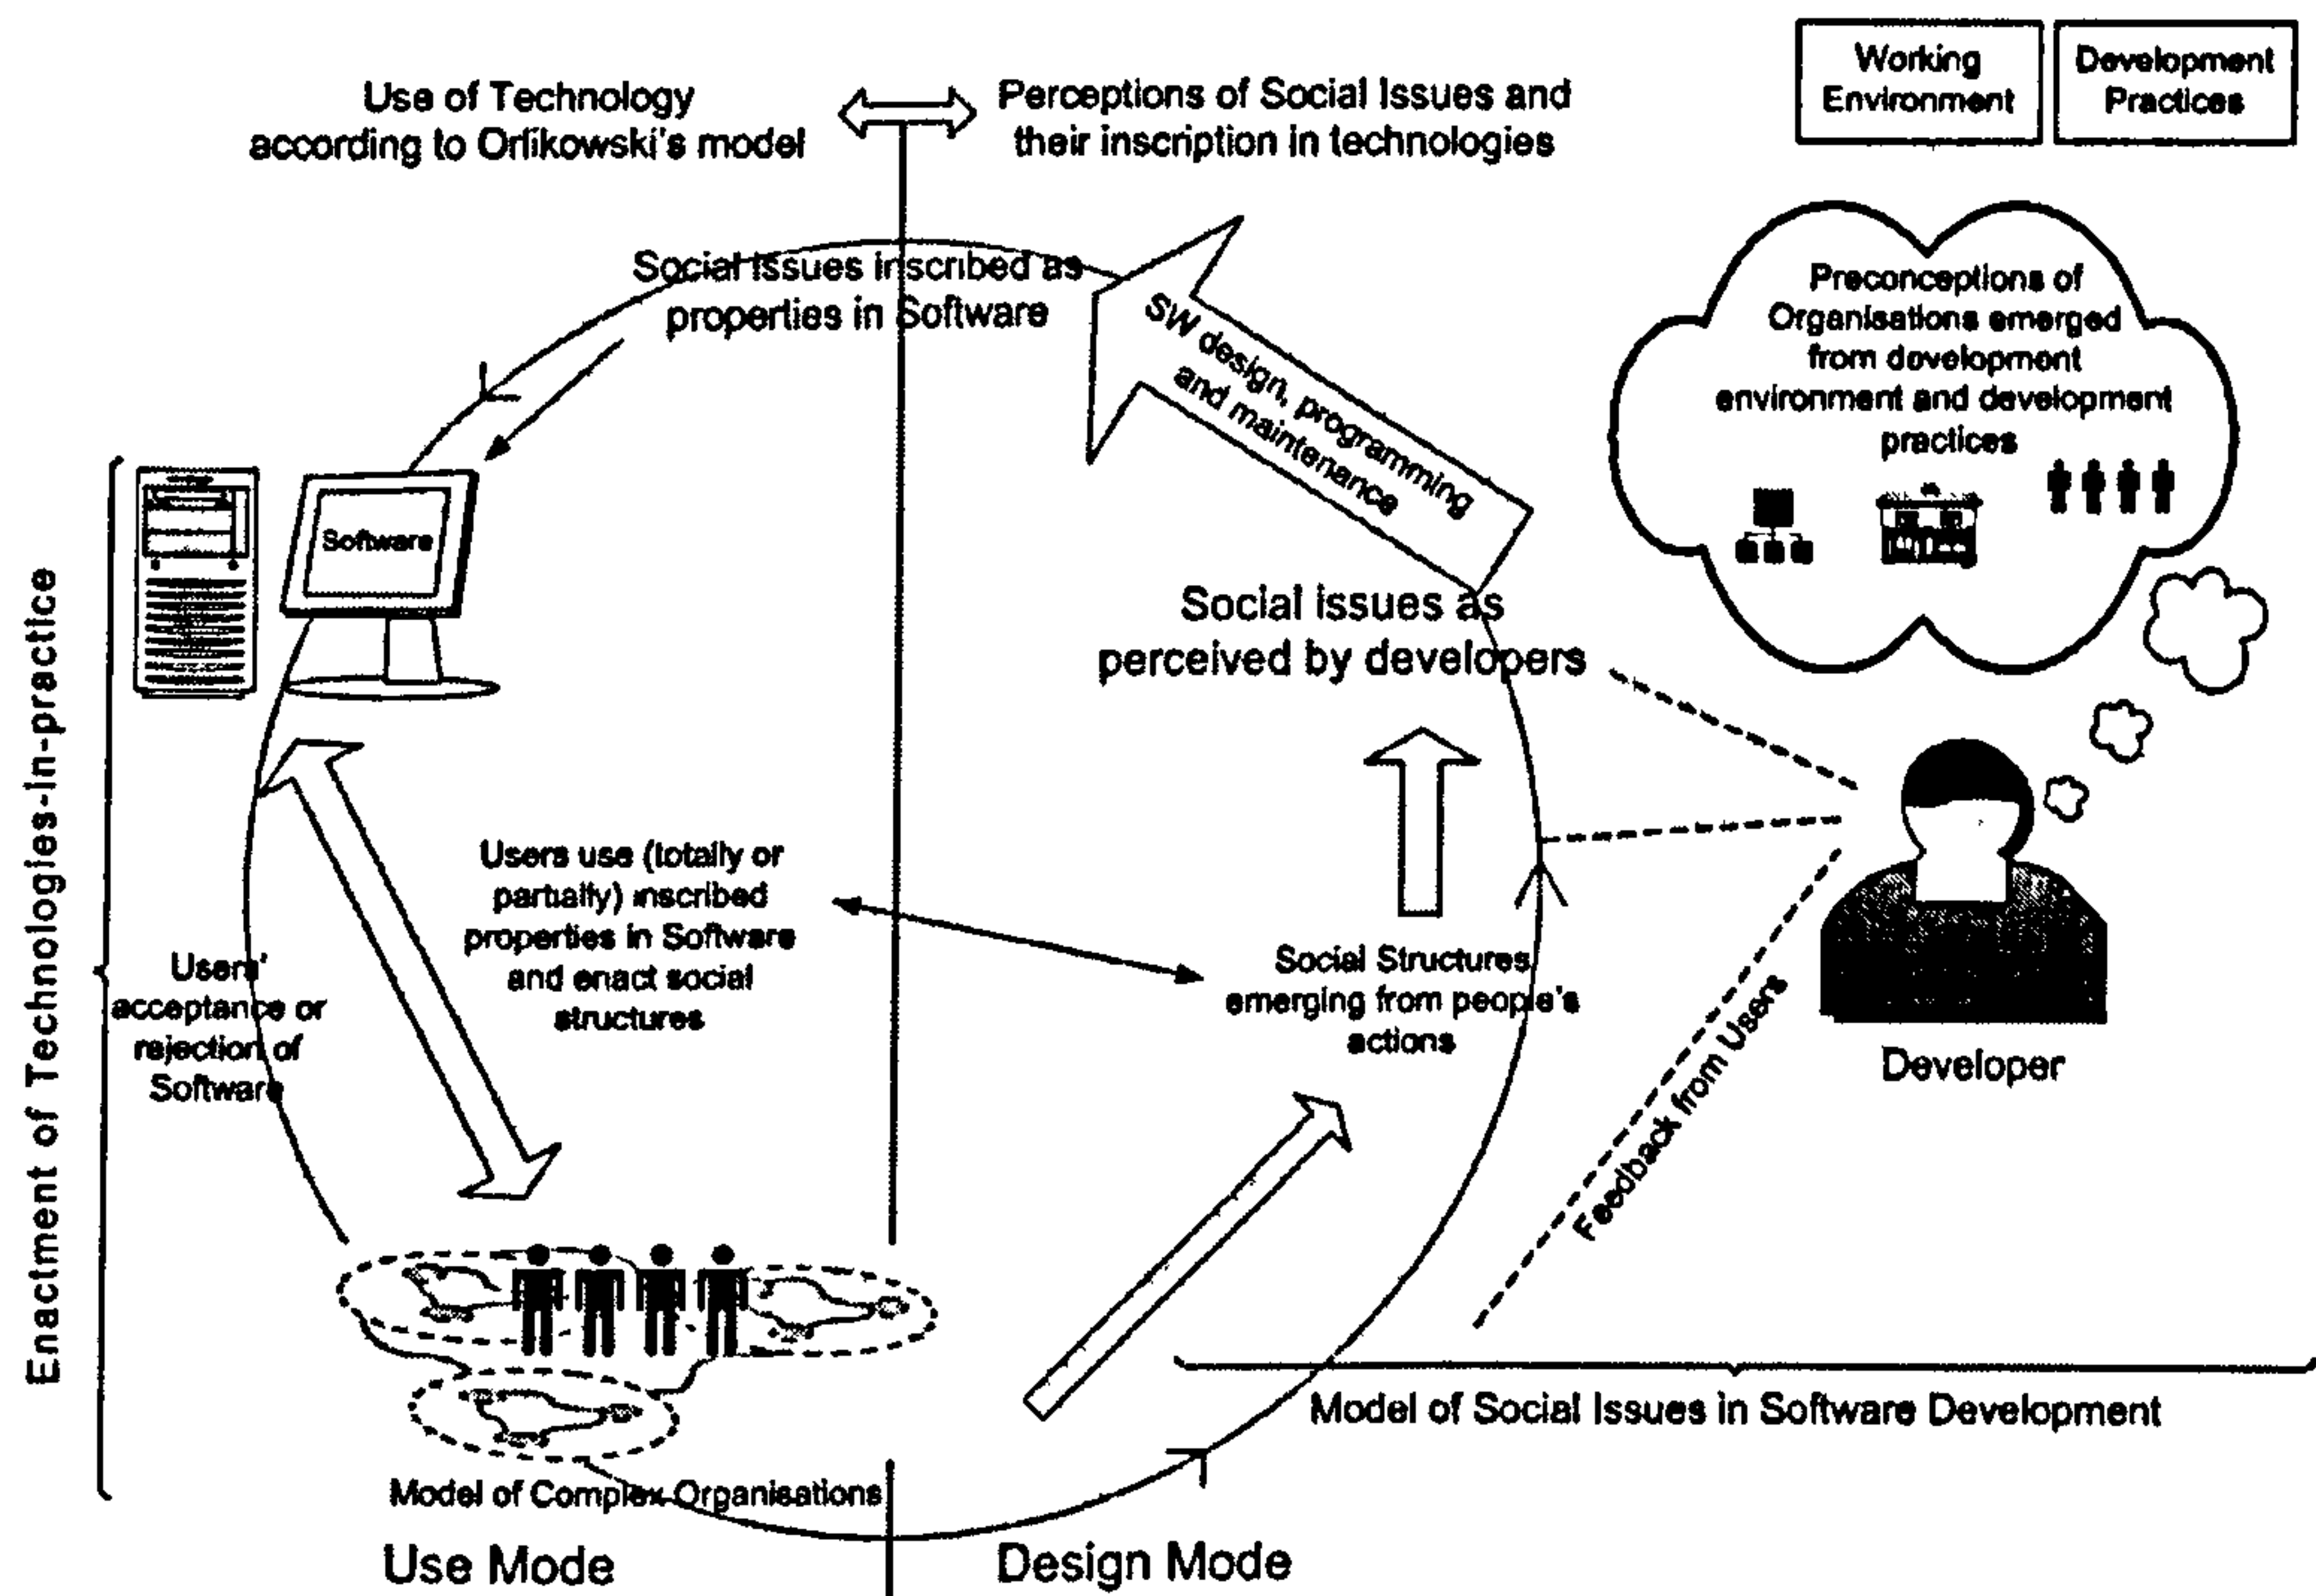 Use of Technology
according to Orlikowski's model
Perceptions of Social Issues and
their inscription in technologies
Working
Environment
Development
Practices
Social Issues inscribed as
properties in Software
SW design, programming
and maintenance
Preconceptions of
Organisations emerged
from development
environment and development
practices
Software
Social Issues as
perceived by developers
Enactment of Technologies-in-practice
Users'
acceptance or
rejection of
Software
Users use (totally or
partially) inscribed
properties in Software
and enact social
structures
Social Structures
emerging from people's
actions
Feedback from Users
Developer
Model of Social Issues in Software Development
Model of Complex Organisations
Use Mode
Design Mode